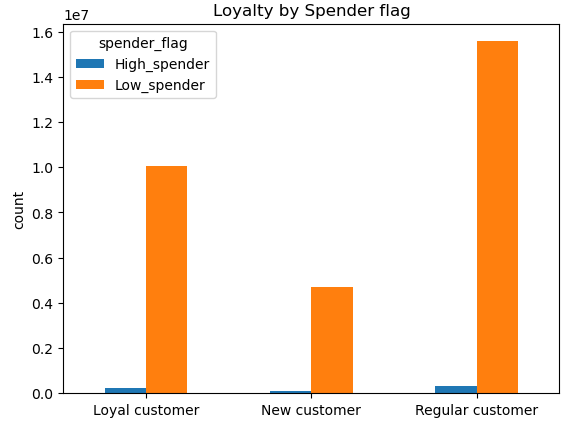 Loyalty by Spender flag
1e7
spender_flag
High_spender
Low_spender
1.6
1.4
1.2
1.0
0.8
0.6
0.4
0.2
0.0
count
Loyal customer
New customer
Regular customer